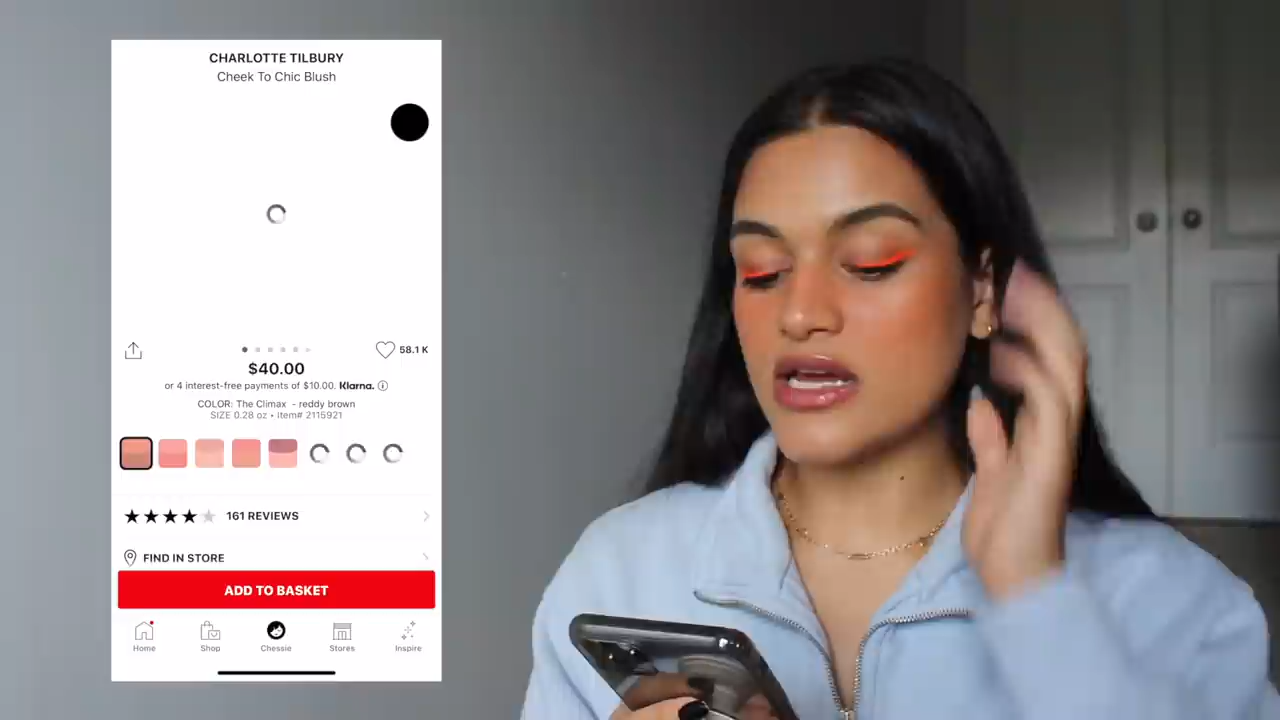 CHARLOTTE TILBURY
Cheek To Chic Blush
58.1 K
$40.00
or 4 interest-free payments of $10.00. Klarna. ⓘ
COLOR: The Climax - reddy brown
SIZE 0.28 oz • Item# 2115921
161 REVIEWS
FIND IN STORE
ADD TO BASKET
Home Shop Chessie Stores Inspire